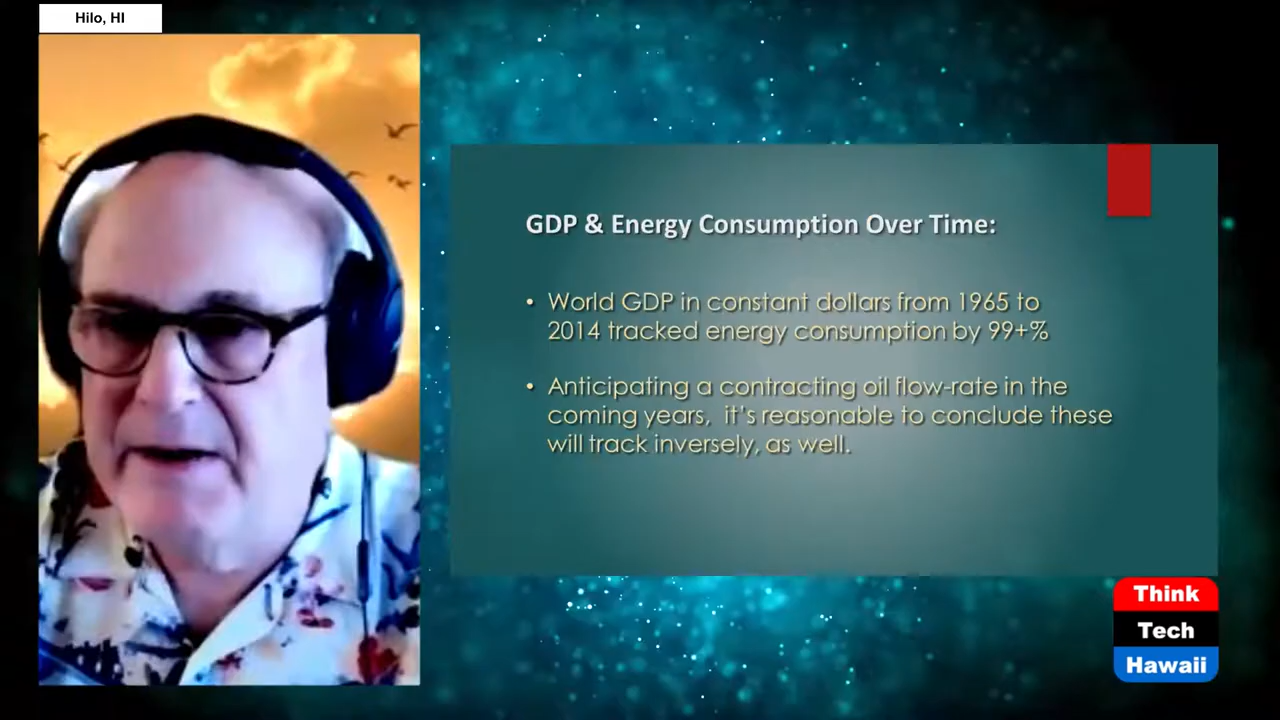 Hilo, HI
GDP & Energy Consumption Over Time:
• World GDP in constant dollars from 1965 to
2014 tracked energy consumption by 99+%
• Anticipating a contracting oil flow-rate in the
coming years,  it's reasonable to conclude these
will track inversely, as well.
Think
Tech
Hawaii